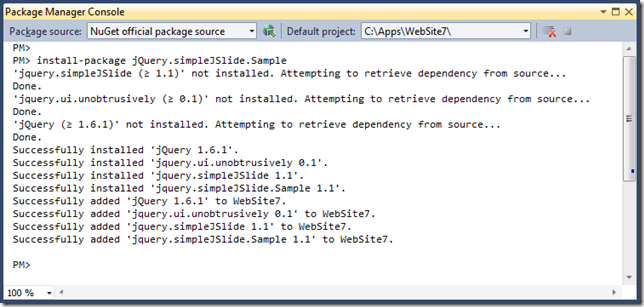 Package Manager Console
Package source: NuGet official package source Default project: C:\Apps\WebSite7\
PM>
PM> install-package jQuery.simpleJSlide.Sample
'jquery.simpleJSlide (≥ 1.1)' not installed. Attempting to retrieve dependency from source...
Done.
'jquery.ui.unobtrusively (≥ 0.1)' not installed. Attempting to retrieve dependency from source...
Done.
'jQuery (≥ 1.6.1)' not installed. Attempting to retrieve dependency from source...
Done.
Successfully installed 'jQuery 1.6.1'.
Successfully installed 'jquery.ui.unobtrusively 0.1'.
Successfully installed 'jquery.simpleJSlide 1.1'.
Successfully installed 'jquery.simpleJSlide.Sample 1.1'.
Successfully added 'jQuery 1.6.1' to WebSite7.
Successfully added 'jquery.ui.unobtrusively 0.1' to WebSite7.
Successfully added 'jquery.simpleJSlide 1.1' to WebSite7.
Successfully added 'jquery.simpleJSlide.Sample 1.1' to WebSite7.
PM>
100 %